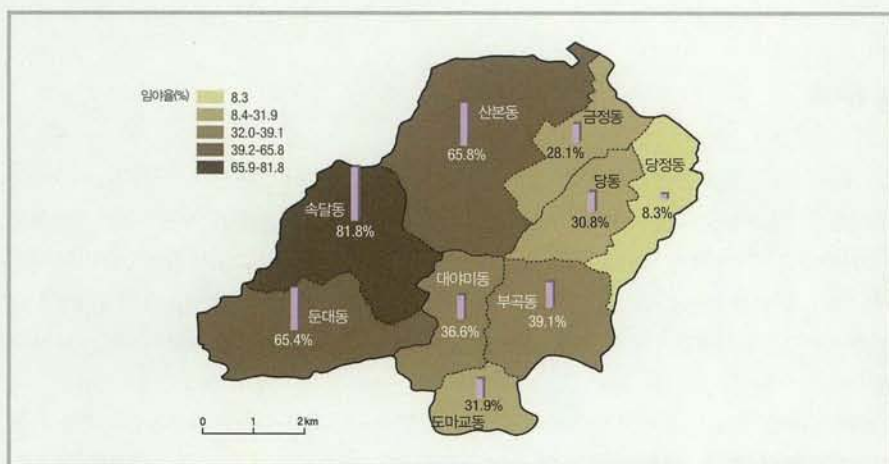 임야율(%)
8.3
8.4-31.9
32.0-39.1
39.2-65.8
65.9-81.8
산본동
65.8%
금정동
28.1%
당정동
8.3%
당동
30.8%
속달동
81.8%
대야미동
36.6%
부곡동
39.1%
둔대동
65.4%
31.9%
도마교동
0 1 2km